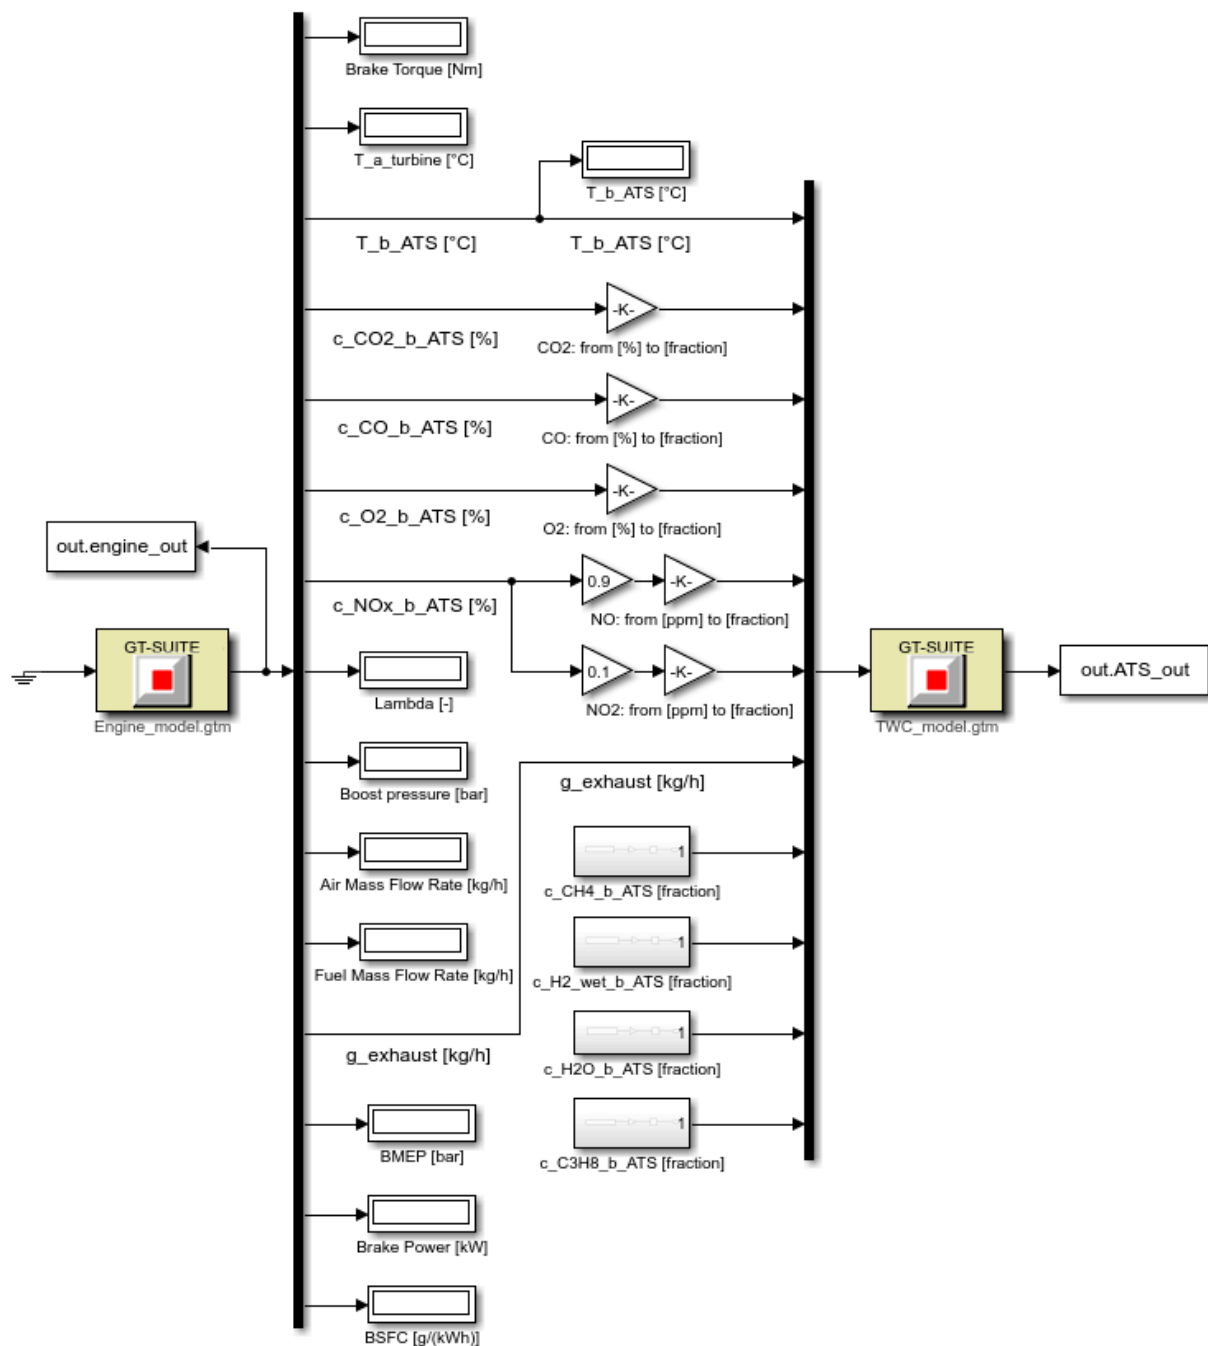 Brake Torque [Nm]
T_a_turbine [°C]
T_b_ATS [°C]
T_b_ATS [°C]
T_b_ATS [°C]
-K-
c_CO2_b_ATS [%]
CO2: from [%] to [fraction]
-K-
c_CO_b_ATS [%]
CO: from [%] to [fraction]
-K-
c_O2_b_ATS [%]
O2: from [%] to [fraction]
out.engine_out
0.9
-K-
c_NOx_b_ATS [%]
NO: from [ppm] to [fraction]
GT-SUITE
Engine_model.gtm
Lambda [-]
0.1
-K-
NO2: from [ppm] to [fraction]
GT-SUITE
TWC_model.gtm
out.ATS_out
Boost pressure [bar]
g_exhaust [kg/h]
1
Air Mass Flow Rate [kg/h]
c_CH4_b_ATS [fraction]
1
Fuel Mass Flow Rate [kg/h]
c_H2_wet_b_ATS [fraction]
1
g_exhaust [kg/h]
c_H2O_b_ATS [fraction]
1
BMEP [bar]
c_C3H8_b_ATS [fraction]
Brake Power [kW]
BSFC [g/(kWh)]